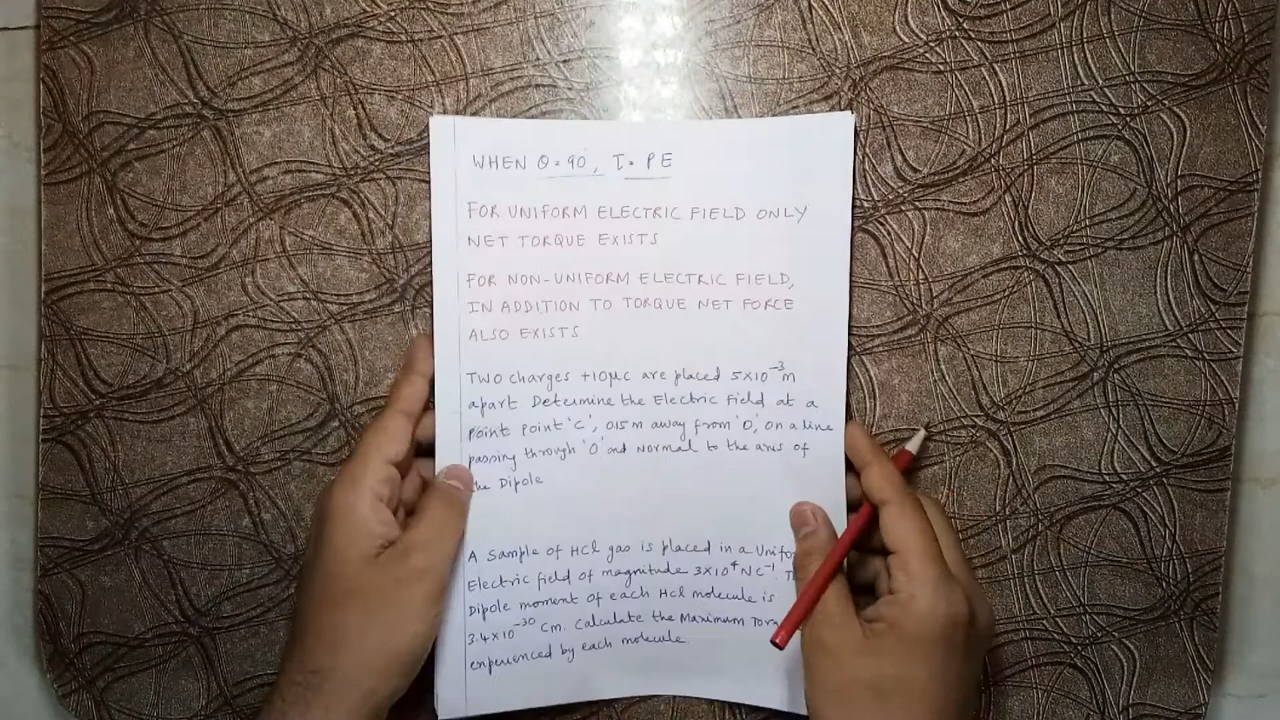 WHEN θ = 90, τ = PE
FOR UNIFORM ELECTRIC FIELD ONLY
NET TORQUE EXISTS
FOR NON-UNIFORM ELECTRIC FIELD,
IN ADDITION TO TORQUE NET FORCE
ALSO EXISTS
TWO charges +10μc are placed 5×10⁻³m
apart Determine the Electric Field at a
point point 'C', 015 m away from 'O', on a line
passing through 'O' and Normal to the axis of
the Dipole
A Sample of HCl gas is placed in a
Electric field of magnitude 3×10⁴ NC⁻¹.
Dipole moment of each HCl molecule is
3.4×10⁻³⁰ Cm. Calculate the Maximum
experienced by each molecule